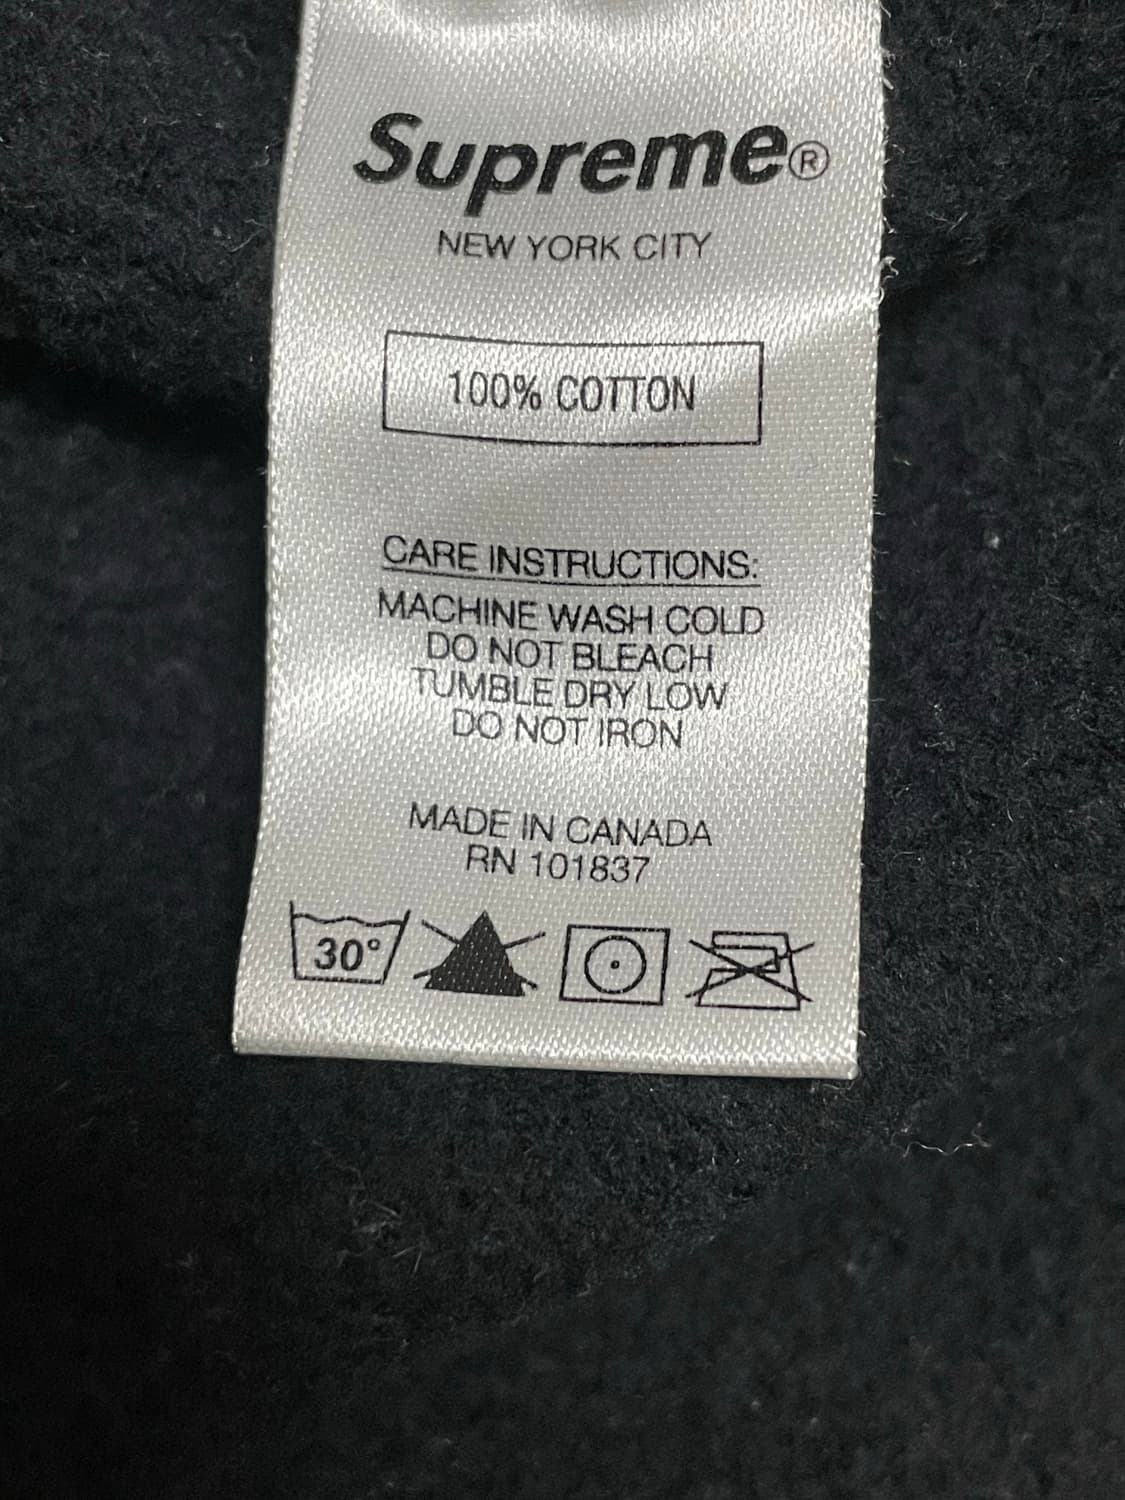 Supreme®
NEW YORK CITY
100% COTTON
CARE INSTRUCTIONS:
MACHINE WASH COLD
DO NOT BLEACH
TUMBLE DRY LOW
DO NOT IRON
MADE IN CANADA
RN 101837
30°